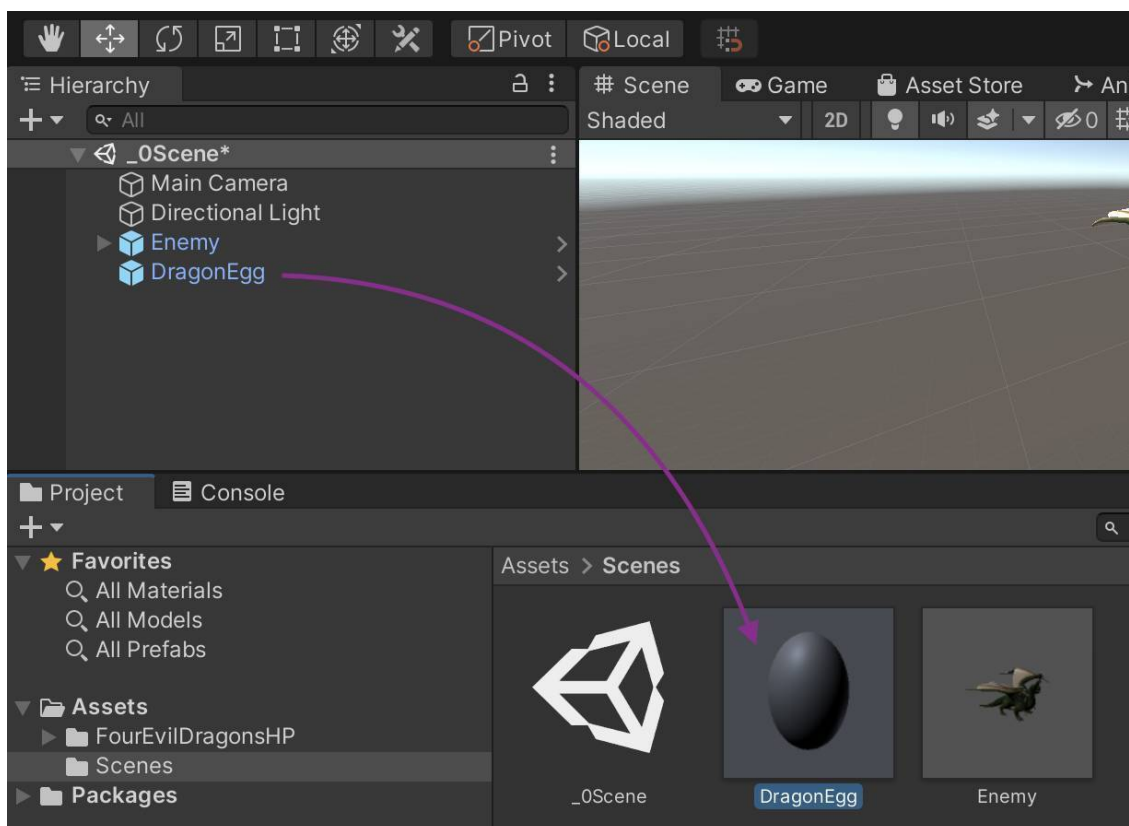 Pivot Local
Hierarchy
All
_0Scene*
Main Camera
Directional Light
Enemy
DragonEgg
Scene Game Asset Store An
Shaded 2D 0
Project Console
Favorites
All Materials
All Models
All Prefabs
Assets
FourEvilDragonsHP
Scenes
Packages
Assets > Scenes
_0Scene DragonEgg Enemy